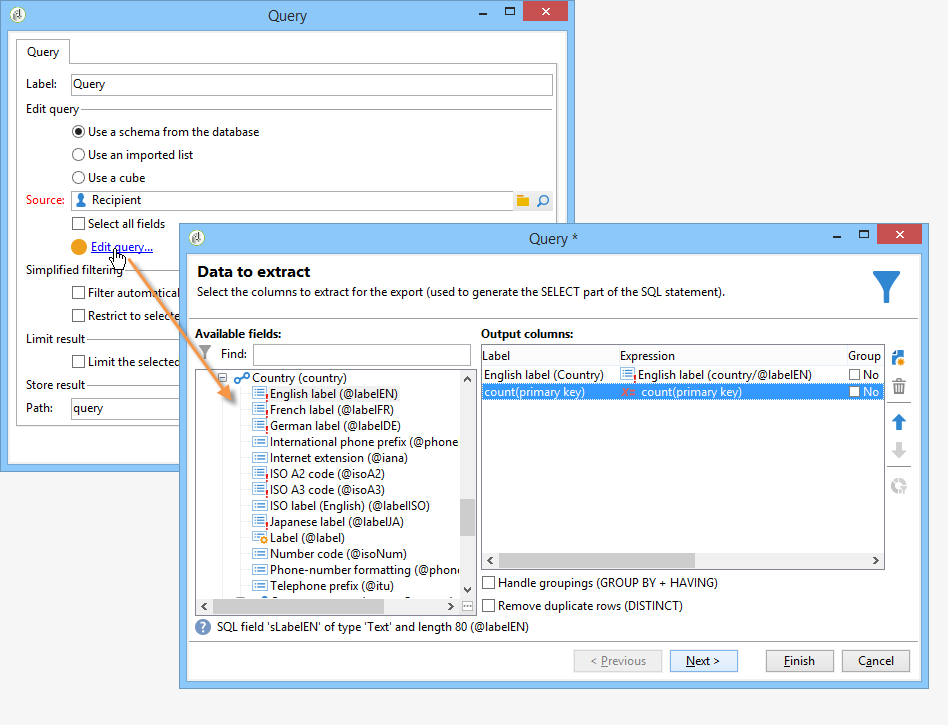 Query
Query
Label: Query
Edit query
Use a schema from the database
Use an imported list
Use a cube
Source: Recipient
Select all fields
Edit query...
Simplified filtering
Filter automatical
Restrict to selecte
Limit result
Limit the selected
Store result
Path: query
Query *
Data to extract
Select the columns to extract for the export (used to generate the SELECT part of the SQL statement).
Available fields:
Find:
Country (country)
English label (@labelEN)
French label (@labelFR)
German label (@labelDE)
International phone prefix (@phone
Internet extension (@iana)
ISO A2 code (@isoA2)
ISO A3 code (@isoA3)
ISO label (English) (@labelISO)
Japanese label (@labelJA)
Label (@label)
Number code (@isoNum)
Phone-number formatting (@phon
Telephone prefix (@itu)
SQL field 'sLabelEN' of type 'Text' and length 80 (@labelEN)
Output columns:
Label Expression Group
English label (Country) English label (country/@labelEN) No
count(primary key) count(primary key) No
Handle groupings (GROUP BY + HAVING)
Remove duplicate rows (DISTINCT)
< Previous Next > Finish Cancel